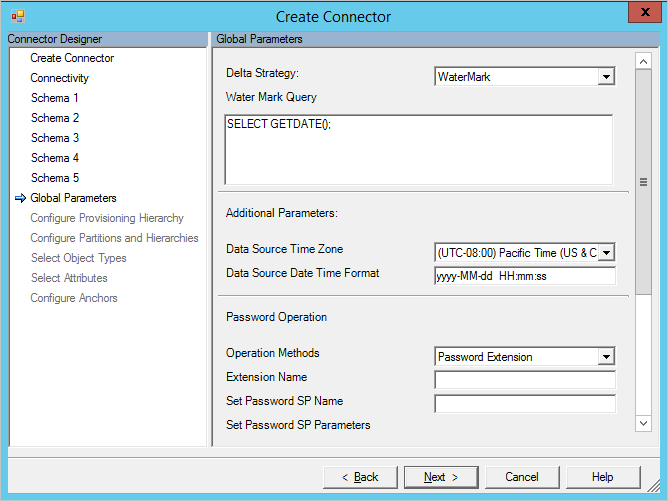 Create Connector
x
Connector Designer
Create Connector
Connectivity
Schema 1
Schema 2
Schema 3
Schema 4
Schema 5
Global Parameters
Configure Provisioning Hierarchy
Configure Partitions and Hierarchies
Select Object Types
Select Attributes
Configure Anchors
Global Parameters
Delta Strategy: WaterMark
Water Mark Query
SELECT GETDATE();
Additional Parameters:
Data Source Time Zone (UTC-08:00) Pacific Time (US & C
Data Source Date Time Format yyyy-MM-dd  HH:mm:ss
Password Operation
Operation Methods Password Extension
Extension Name
Set Password SP Name
Set Password SP Parameters
< Back Next > Cancel Help